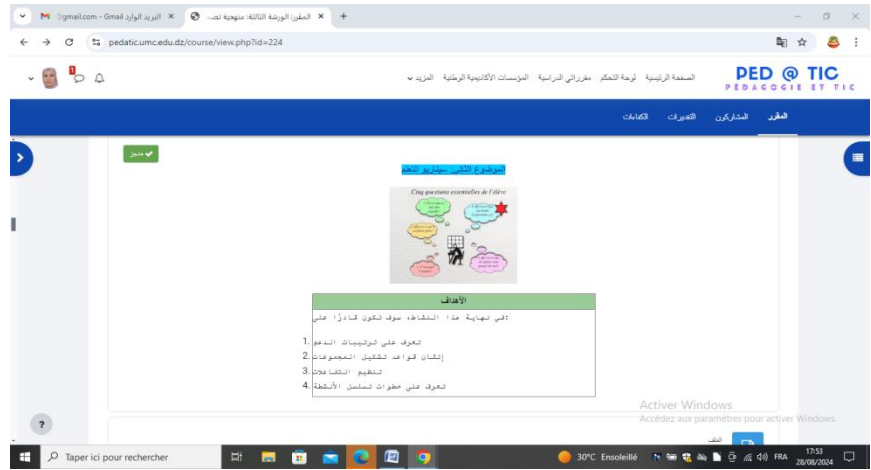 البريد الوارد - Gmail - gmail.com
المقرر: الورشة الثالثة: منهجية تص
pedatic.umc.edu.dz/course/view.php?id=224
PED @ TIC
PEDAGOGIE ET TIC
الصفحة الرئيسية
لوحة التحكم
مقرراتي الدراسية
المؤسسات الأكاديمية الوطنية
المزيد
1
المقرر
المشاركون
التقديرات
الكفاءات
منجز
الموضوع الثاني: سيناريو التعلم
Cinq questions essentielles de l'élève
الأهداف
في نهاية هذا النشاط، سوف تكون قادرًا على:
1. تعرف على ترتيبات الدعم
2. إتقان قواعد تشكيل المجموعات
3. تنظيم التفاعلات
4. تعرف على خطوات تسلسل الأنشطة
Activer Windows
Accédez aux paramètres pour activer Windows.
الملف
?
Taper ici pour rechercher
30°C Ensoleillé
FRA
17:53
28/08/2024